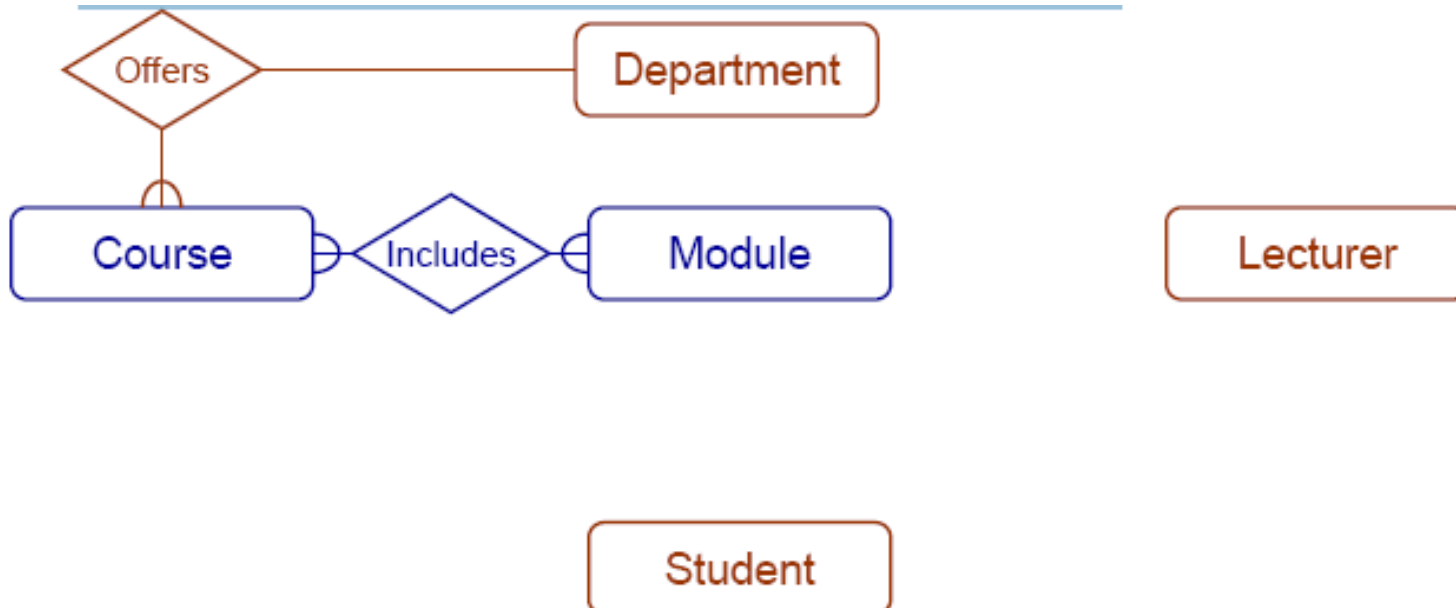 Offers
Department
Course
Includes
Module
Lecturer
Student